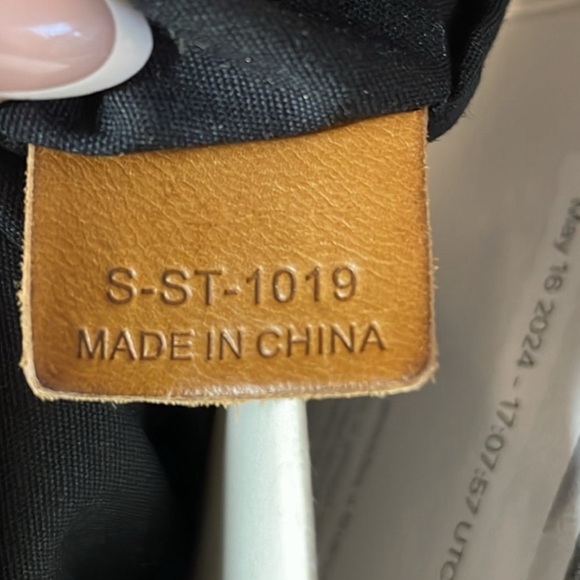 S-ST-1019
MADE IN CHINA
May 16 2024 - 17:07:57 UTC